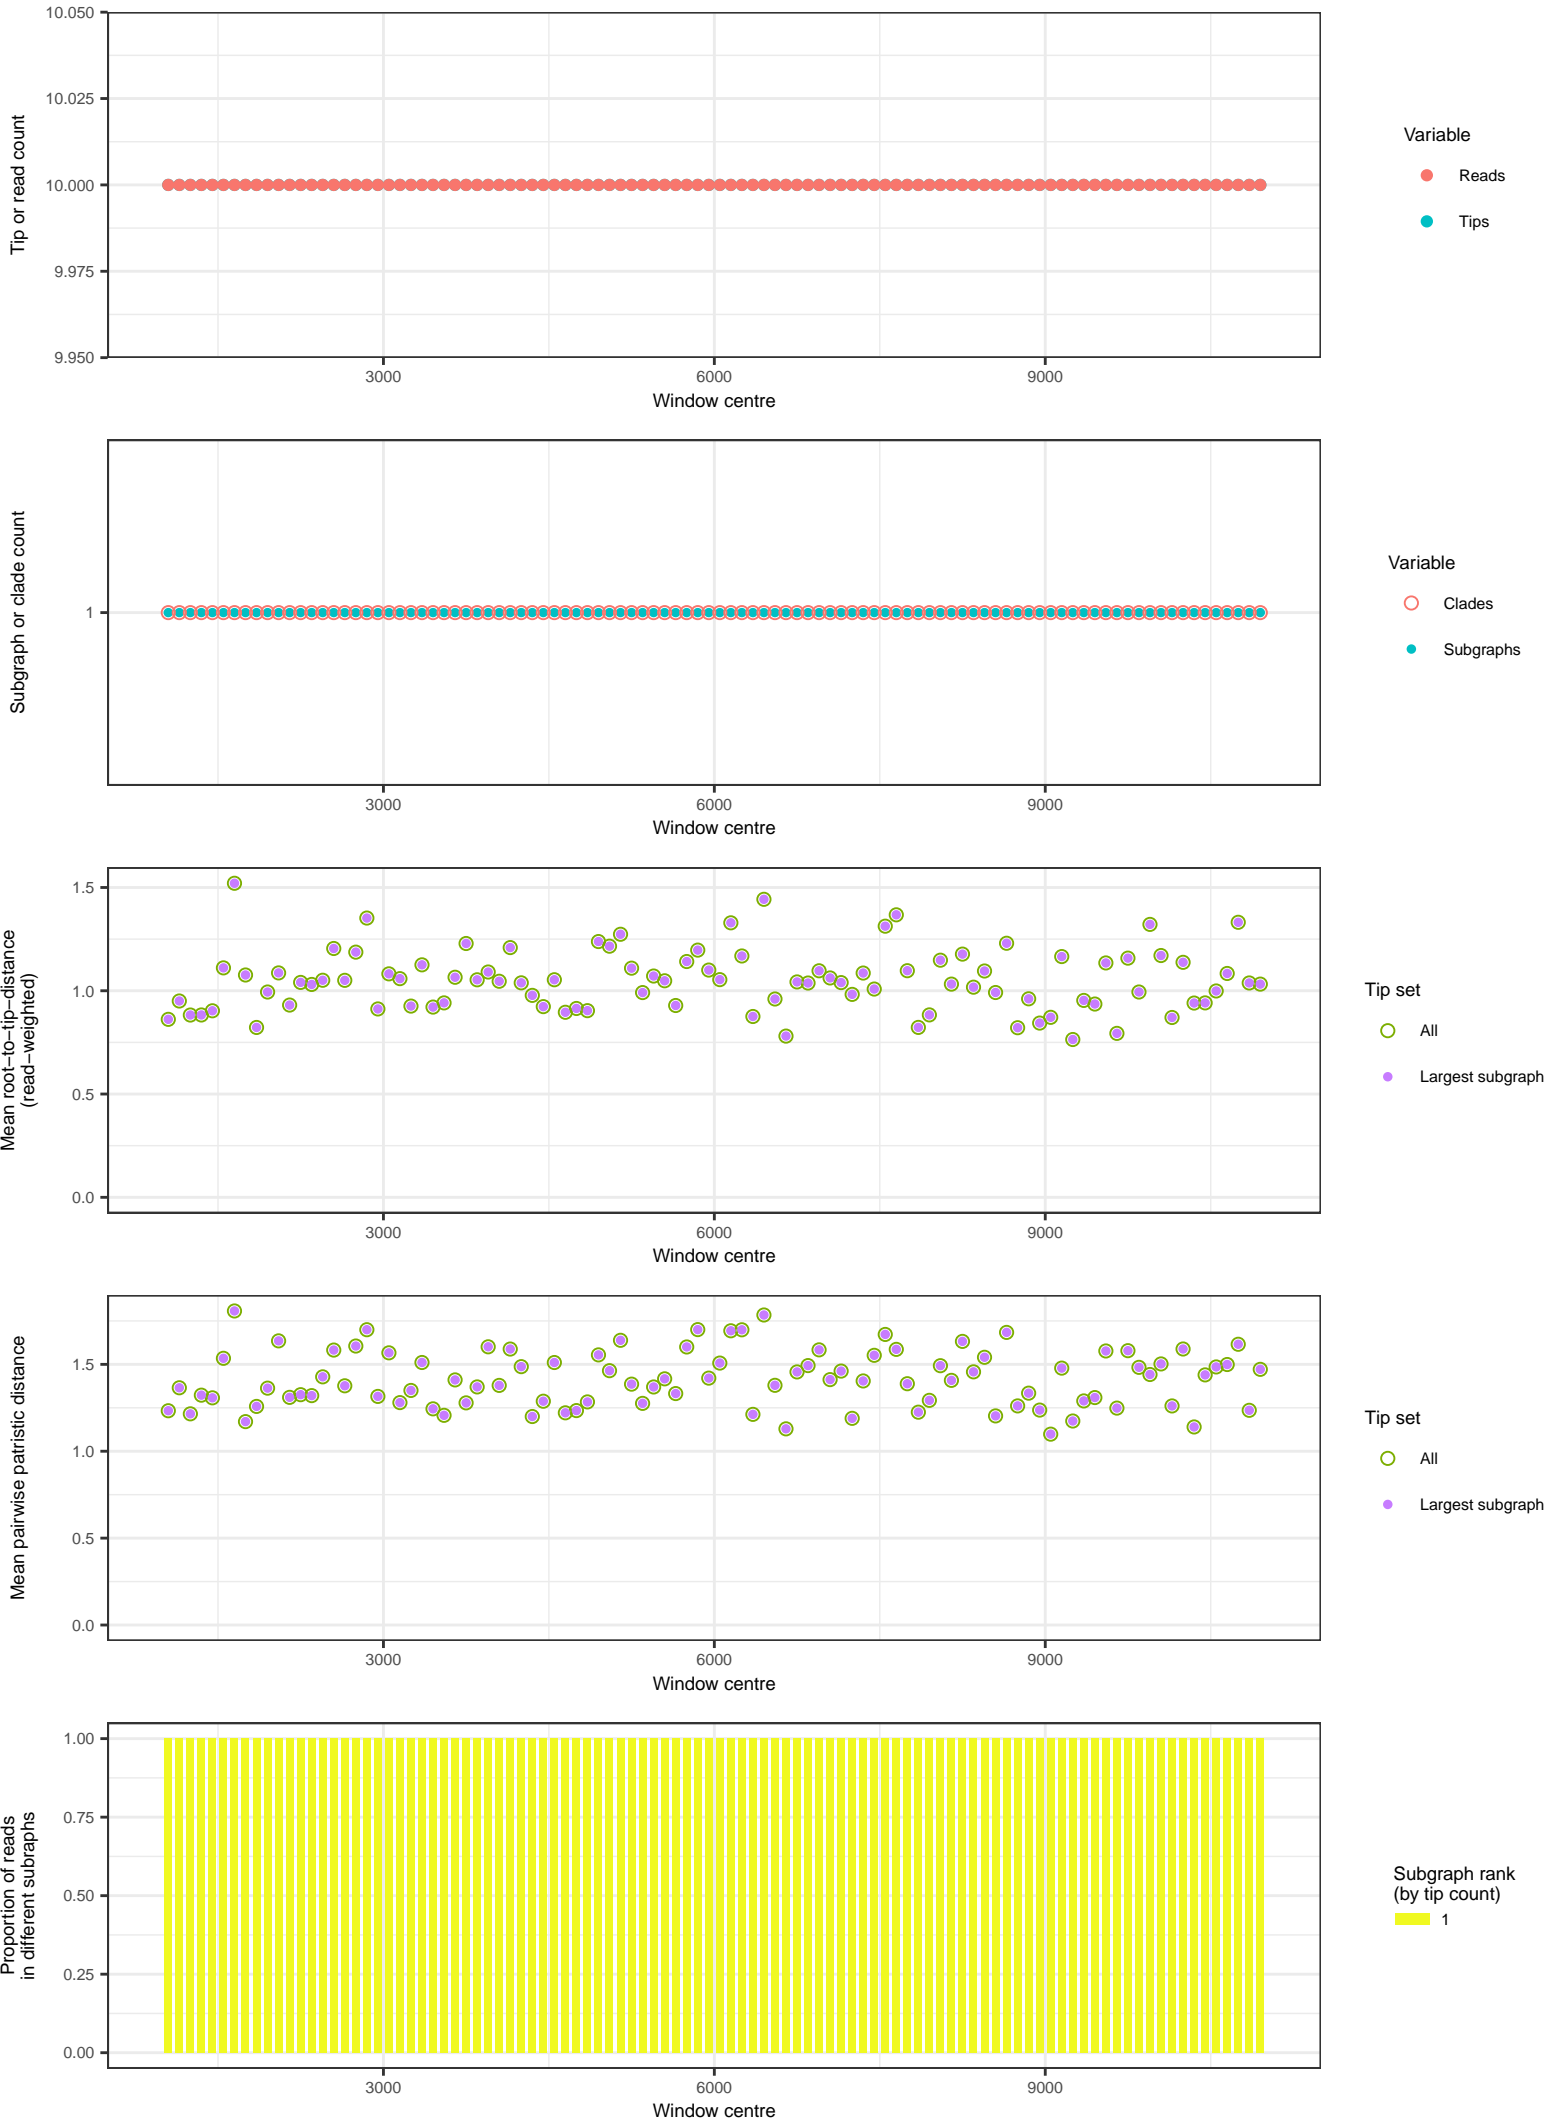 10.050
10.025
10.000
9.975
9.950
Tip or read count
3000
6000
9000
Window centre
Variable
Reads
Tips
1
Subgraph or clade count
3000
6000
9000
Window centre
Variable
Clades
Subgraphs
1.5
1.0
0.5
0.0
Mean root−to−tip−distance
(read−weighted)
3000
6000
9000
Window centre
Tip set
All
Largest subgraph
1.5
1.0
0.5
0.0
Mean pairwise patristic distance
3000
6000
9000
Window centre
Tip set
All
Largest subgraph
1.00
0.75
0.50
0.25
0.00
Proportion of reads
in different subraphs
3000
6000
9000
Window centre
Subgraph rank
(by tip count)
1